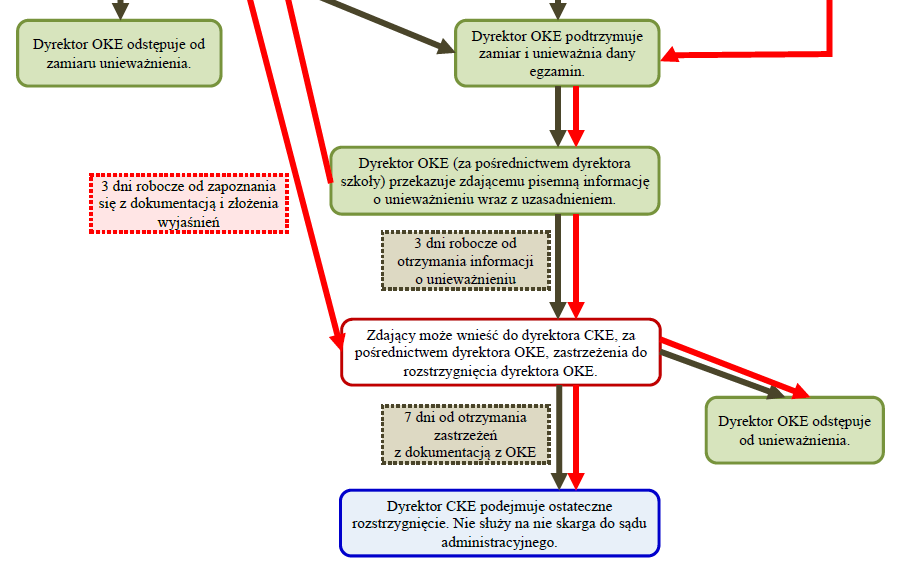 Dyrektor OKE odstępuje od
zamiaru unieważnienia.
Dyrektor OKE podtrzymuje
zamiar i unieważnia dany
egzamin.
Dyrektor OKE (za pośrednictwem dyrektora
szkoły) przekazuje zdającemu pisemną informację
o unieważnieniu wraz z uzasadnieniem.
3 dni robocze od zapoznania
się z dokumentacją i złożenia
wyjaśnień
3 dni robocze od
otrzymania informacji
o unieważnieniu
Zdający może wnieść do dyrektora CKE, za
pośrednictwem dyrektora OKE, zastrzeżenia do
rozstrzygnięcia dyrektora OKE.
7 dni od otrzymania
zastrzeżeń
z dokumentacją z OKE
Dyrektor OKE odstępuje
od unieważnienia.
Dyrektor CKE podejmuje ostateczne
rozstrzygnięcie. Nie służy na nie skarga do sądu
administracyjnego.